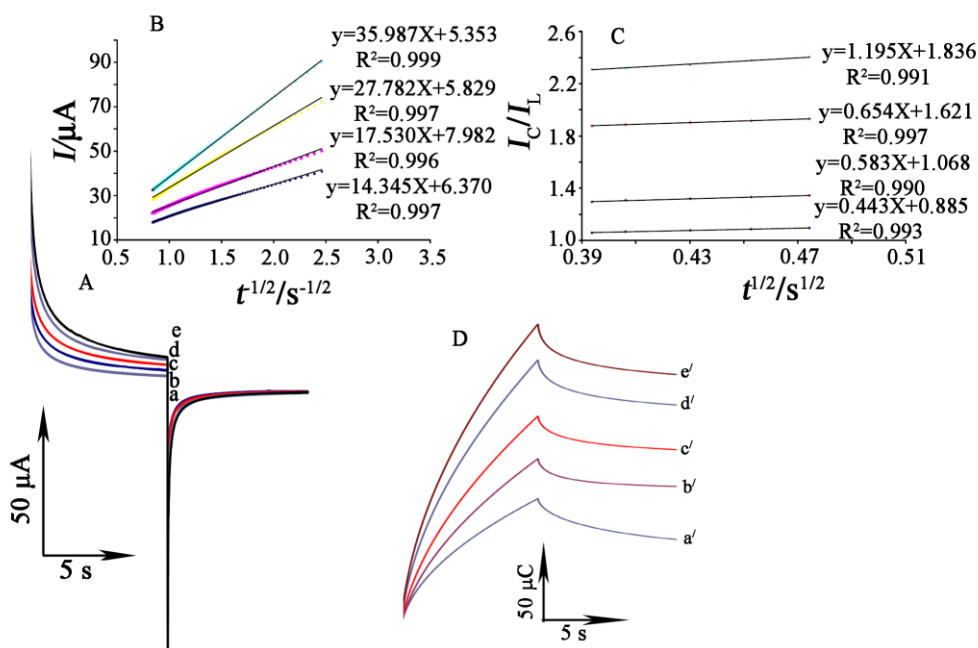 B
y=35.987X+5.353
R²=0.999
y=27.782X+5.829
R²=0.997
y=17.530X+7.982
R²=0.996
y=14.345X+6.370
R²=0.997
I/µA
90
70
50
30
10
0.5 1.0 1.5 2.0 2.5 3.0 3.5
t-1/2/s-1/2
C
y=1.195X+1.836
R²=0.991
y=0.654X+1.621
R²=0.997
y=0.583X+1.068
R²=0.990
y=0.443X+0.885
R²=0.993
IC/IL
2.6
2.2
1.8
1.4
1.0
0.39 0.43 0.47 0.51
t1/2/s1/2
A
e
d
c
b
a
50 µA
5 s
D
e/
d/
c/
b/
a/
50 µC
5 s